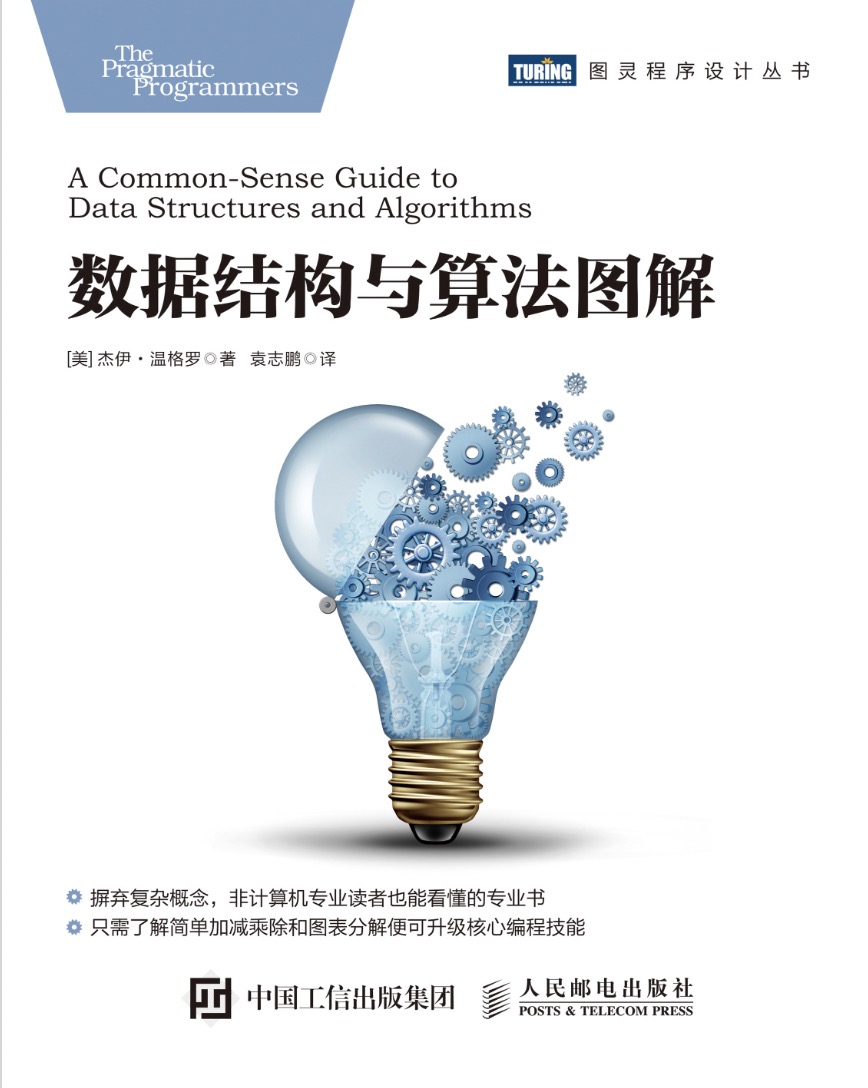 The
Pragmatic
Programmers
TURING 图灵程序设计丛书
A Common-Sense Guide to
Data Structures and Algorithms
数据结构与算法图解
[美] 杰伊·温格罗◎著 袁志鹏◎译
摒弃复杂概念，非计算机专业读者也能看懂的专业书
只需了解简单加减乘除和图表分解便可升级核心编程技能
中国工信出版集团
人民邮电出版社
POSTS & TELECOM PRESS